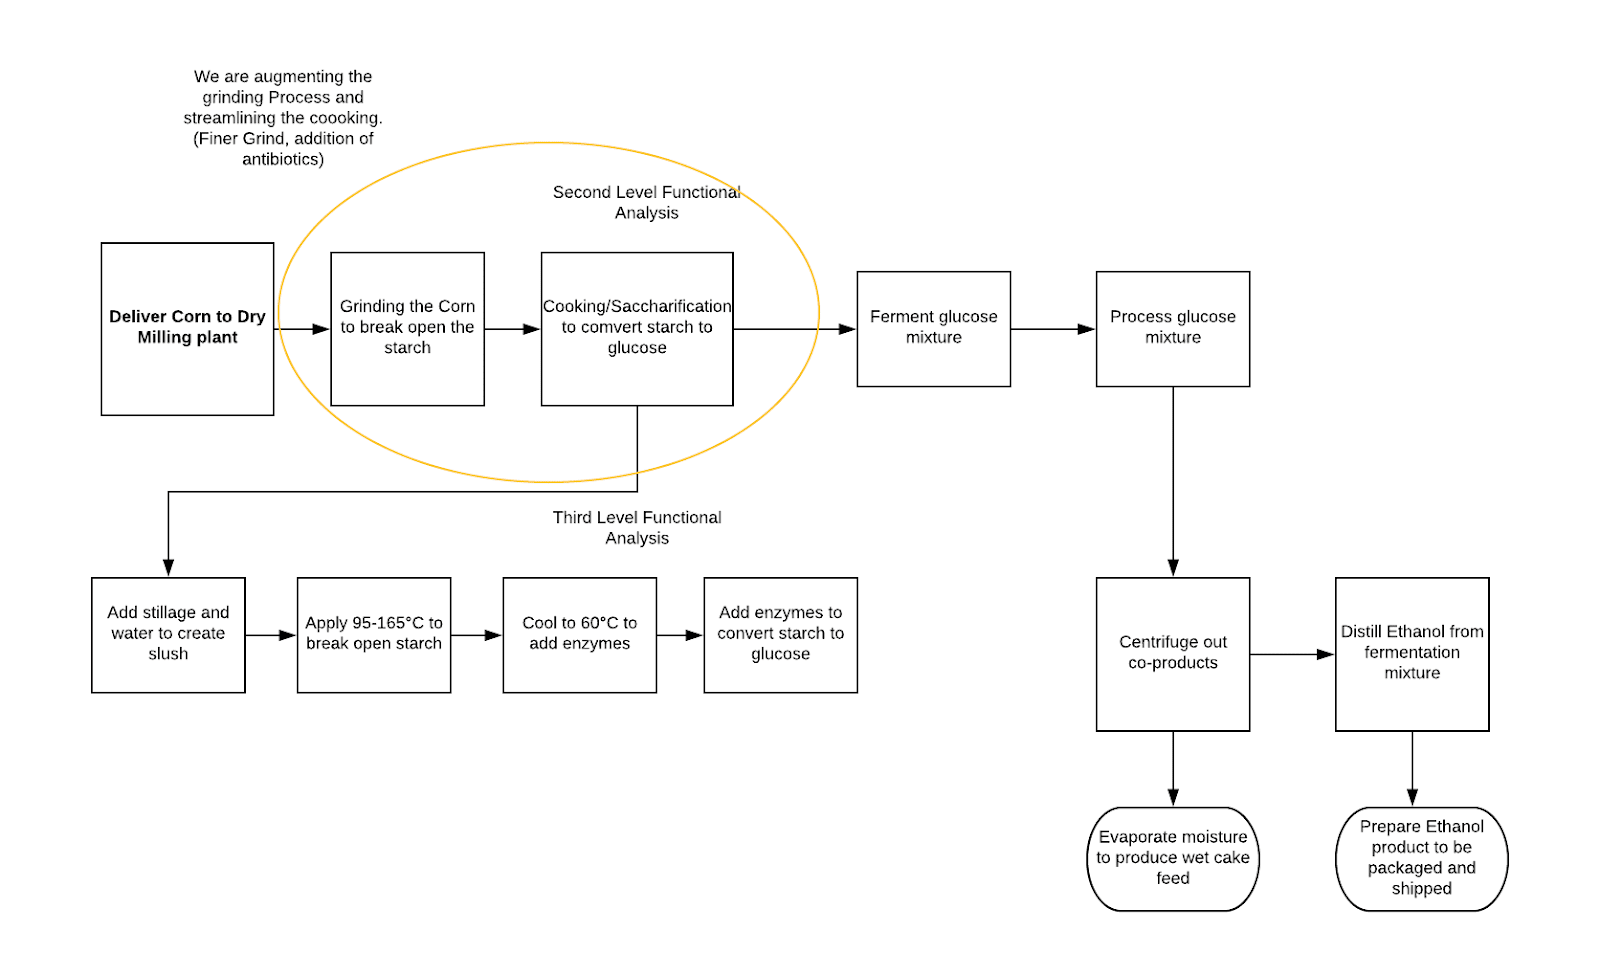 We are augmenting the
grinding Process and
streamlining the coooking.
(Finer Grind, addition of
antibiotics)
Second Level Functional
Analysis
Deliver Corn to Dry
Milling plant
Grinding the Corn
to break open the
starch
Cooking/Saccharification
to comvert starch to
glucose
Ferment glucose
mixture
Process glucose
mixture
Third Level Functional
Analysis
Add stillage and
water to create
slush
Apply 95-165°C to
break open starch
Cool to 60°C to
add enzymes
Add enzymes to
convert starch to
glucose
Centrifuge out
co-products
Distill Ethanol from
fermentation
mixture
Evaporate moisture
to produce wet cake
feed
Prepare Ethanol
product to be
packaged and
shipped